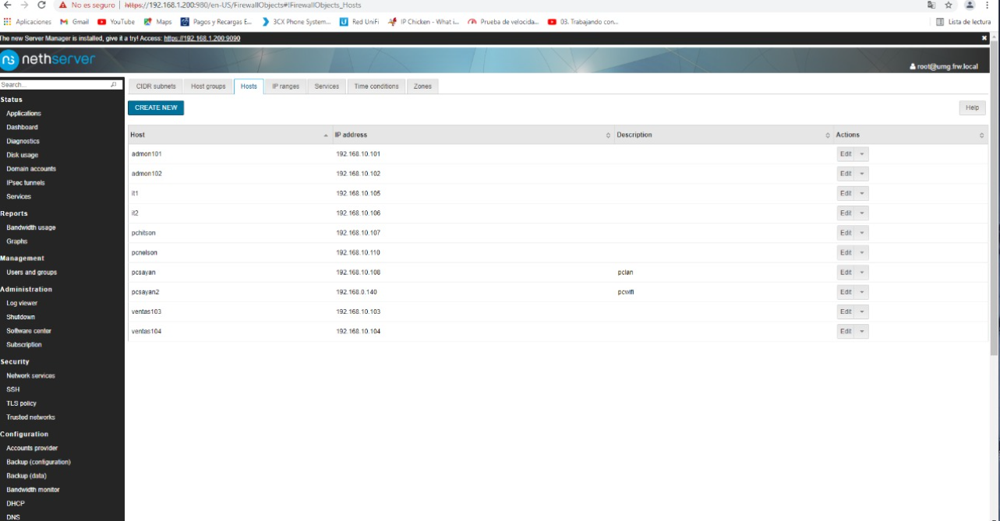 No es seguro | https://192.168.1.200:980/en-US/FirewallObjects#!FirewallObjects_Hosts
Aplicaciones Gmail YouTube Maps Pagos y Recargas E... 3CX Phone System... Red UniFi IP Chicken - What i... Prueba de velocida... 03. Trabajando con... Lista de lectura
The new Server Manager is installed, give it a try! Access: https://192.168.1.200:9090
ns nethserver
root@umg.frw.local
Search...
CIDR subnets Host groups Hosts IP ranges Services Time conditions Zones
CREATE NEW Help
Status
Applications
Dashboard
Diagnostics
Disk usage
Domain accounts
IPsec tunnels
Services
Reports
Bandwidth usage
Graphs
Management
Users and groups
Administration
Log viewer
Shutdown
Software center
Subscription
Security
Network services
SSH
TLS policy
Trusted networks
Configuration
Accounts provider
Backup (configuration)
Backup (data)
Bandwidth monitor
DHCP
DNS
Host IP address Description Actions
admon101 192.168.10.101 Edit
admon102 192.168.10.102 Edit
it1 192.168.10.105 Edit
it2 192.168.10.106 Edit
pchitson 192.168.10.107 Edit
pcnelson 192.168.10.110 Edit
pcsayan 192.168.10.108 pclan Edit
pcsayan2 192.168.0.140 pcwifi Edit
ventas103 192.168.10.103 Edit
ventas104 192.168.10.104 Edit